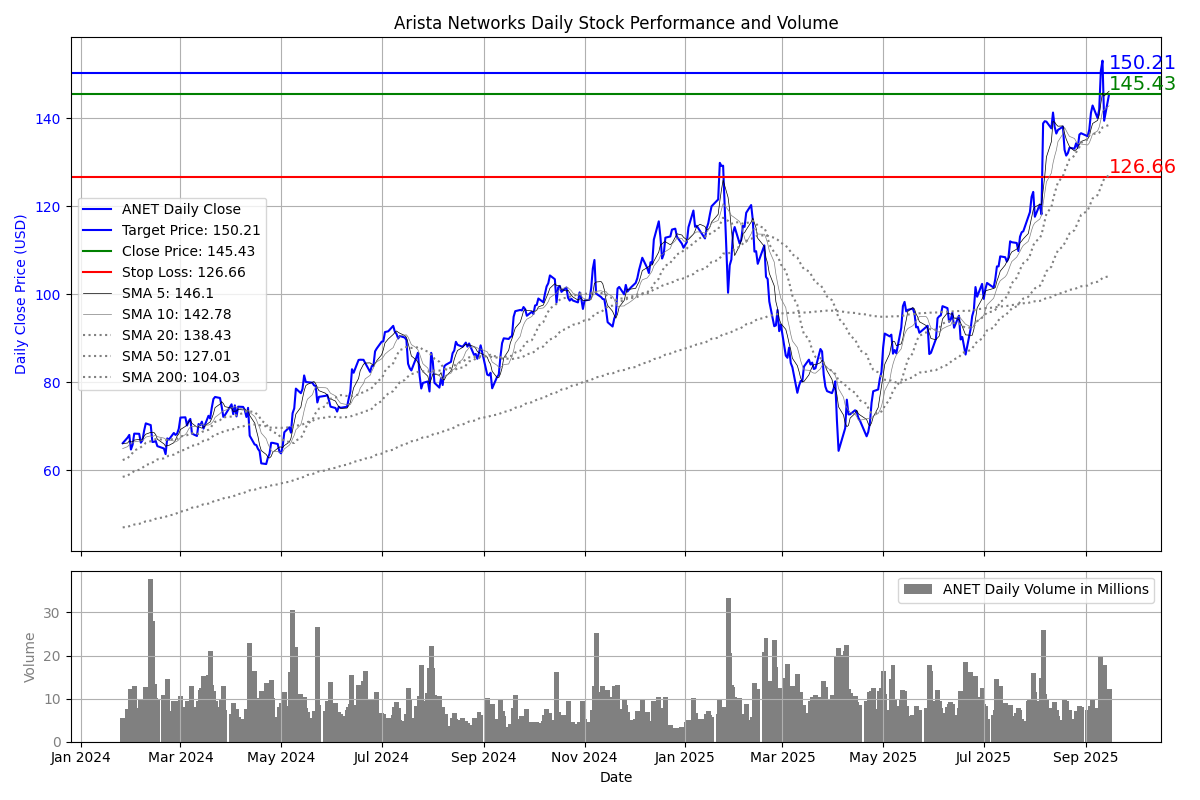 Arista Networks Daily Stock Performance and Volume
150.21
145.43
140
126.66
120
ANET Daily Close
Target Price: 150.21
Close Price: 145.43
Stop Loss: 126.66
SMA 5: 146.1
SMA 10: 142.78
SMA 20: 138.43
SMA 50: 127.01
SMA 200: 104.03
Daily Close Price (USD)
100
80
60
ANET Daily Volume in Millions
Volume
30
20
10
0
Jan 2024 Mar 2024 May 2024 Jul 2024 Sep 2024 Nov 2024 Jan 2025 Mar 2025 May 2025 Jul 2025 Sep 2025
Date